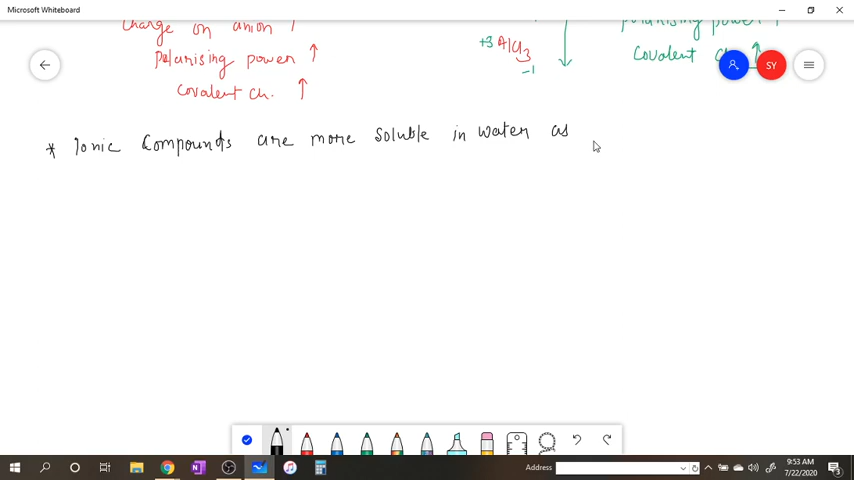 Microsoft Whiteboard
charge on anion ↑
Polarising power ↑
Covalent Ch. ↑
+3 AlCl3
-1
polarising power ↑
Covalent Ch ↑
SY
* Ionic Compounds are more soluble in water as
Address
9:53 AM
7/22/2020
3